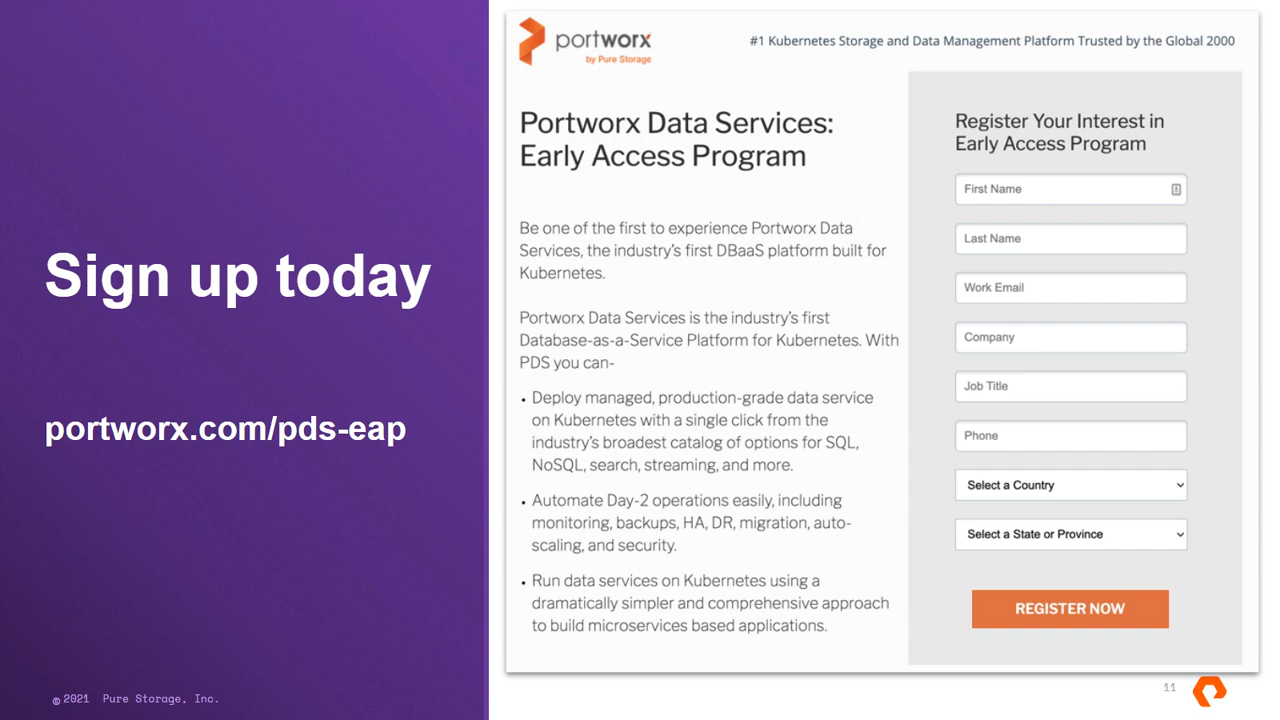 Sign up today
portworx.com/pds-eap
© 2021 Pure Storage, Inc.
portworx
by Pure Storage
#1 Kubernetes Storage and Data Management Platform Trusted by the Global 2000
Portworx Data Services:
Early Access Program
Be one of the first to experience Portworx Data
Services, the industry's first DBaaS platform built for
Kubernetes.
Portworx Data Services is the industry's first
Database-as-a-Service Platform for Kubernetes. With
PDS you can-
• Deploy managed, production-grade data service
on Kubernetes with a single click from the
industry's broadest catalog of options for SQL,
NoSQL, search, streaming, and more.
• Automate Day-2 operations easily, including
monitoring, backups, HA, DR, migration, auto-
scaling, and security.
• Run data services on Kubernetes using a
dramatically simpler and comprehensive approach
to build microservices based applications.
Register Your Interest in
Early Access Program
First Name
Last Name
Work Email
Company
Job Title
Phone
Select a Country
Select a State or Province
REGISTER NOW
11